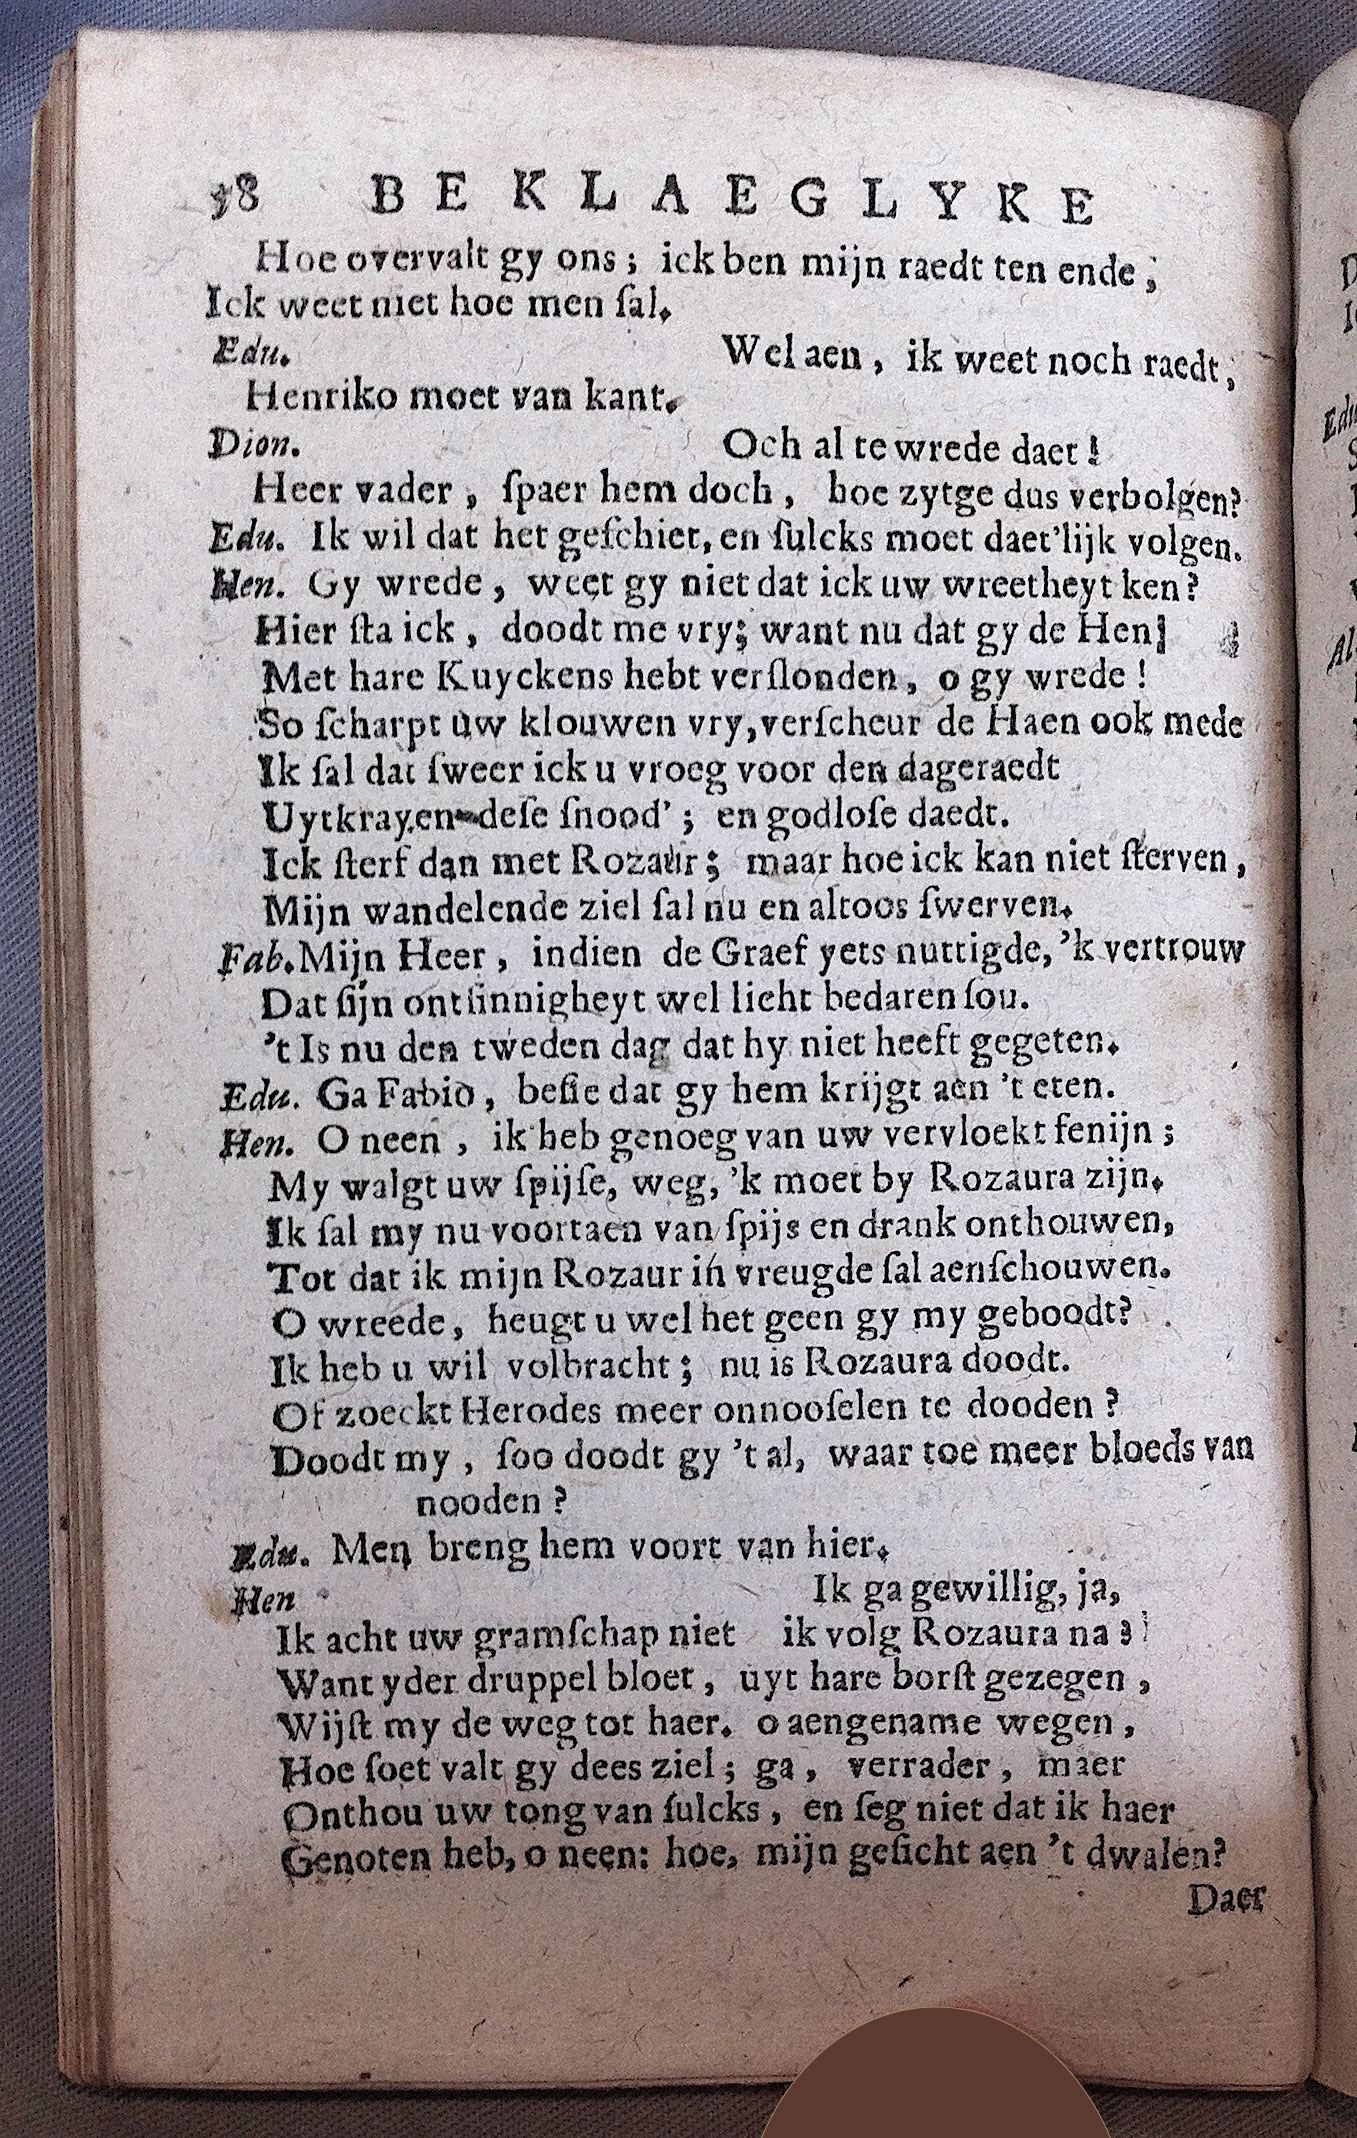 58 BEKLAEGLYKE
Hoe overvalt gy ons; ick ben mijn raedt ten ende;
Ick weet niet hoe men ſal.
Edu. Wel aen, ik weet noch raedt,
Henriko moet van kant.
Dion. Och al te wrede daet!
Heer vader, ſpaer hem doch, hoe zytge dus verbolgen?
Edu. Ik wil dat het geſchiet, en ſulcks moet daet'lijk volgen.
Hen. Gy wrede, weet gy niet dat ick uw wreetheyt ken?
Hier ſta ick, doodt me vry; want nu dat gy de Hen
Met hare Kuyckens hebt verſlonden, o gy wrede!
So ſcharpt uw klouwen vry, verſcheur de Haen ook mede
Ik ſal dat ſweer ick u vroeg voor den dageraedt
Uytkrayen deſe ſnood'; en godloſe daedt.
Ick ſterf dan met Rozaur; maar hoe ick kan niet ſterven,
Mijn wandelende ziel ſal nu en altoos ſwerven.
Fab. Mijn Heer, indien de Graef yets nuttigde, 'k vertrouw
Dat ſijn ontſinnigheyt wel licht bedaren ſou.
't Is nu den tweden dag dat hy niet heeft gegeten.
Edu. Ga Fabio, beſie dat gy hem krijgt aen 't eten.
Hen. O neen, ik heb genoeg van uw vervloekt fenijn;
My walgt uw ſpijſe, weg, 'k moet by Rozaura zijn.
Ik ſal my nu voortaen van ſpijs en drank onthouwen,
Tot dat ik mijn Rozaur in vreugde ſal aenſchouwen.
O wreede, heugt u wel het geen gy my geboodt?
Ik heb u wil volbracht; nu is Rozaura doodt.
Of zoeckt Herodes meer onnooſelen te dooden?
Doodt my, ſoo doodt gy 't al, waar toe meer bloeds van
nooden?
Edu. Men breng hem voort van hier.
Hen Ik ga gewillig, ja,
Ik acht uw gramſchap niet ik volg Rozaura na:
Want yder druppel bloet, uyt hare borſt gezegen,
Wijſt my de weg tot haer. o aengename wegen,
Hoe ſoet valt gy dees ziel; ga, verrader, maer
Onthou uw tong van ſulcks, en ſeg niet dat ik haer
Genoten heb, o neen: hoe, mijn geſicht aen 't dwalen?
Daer